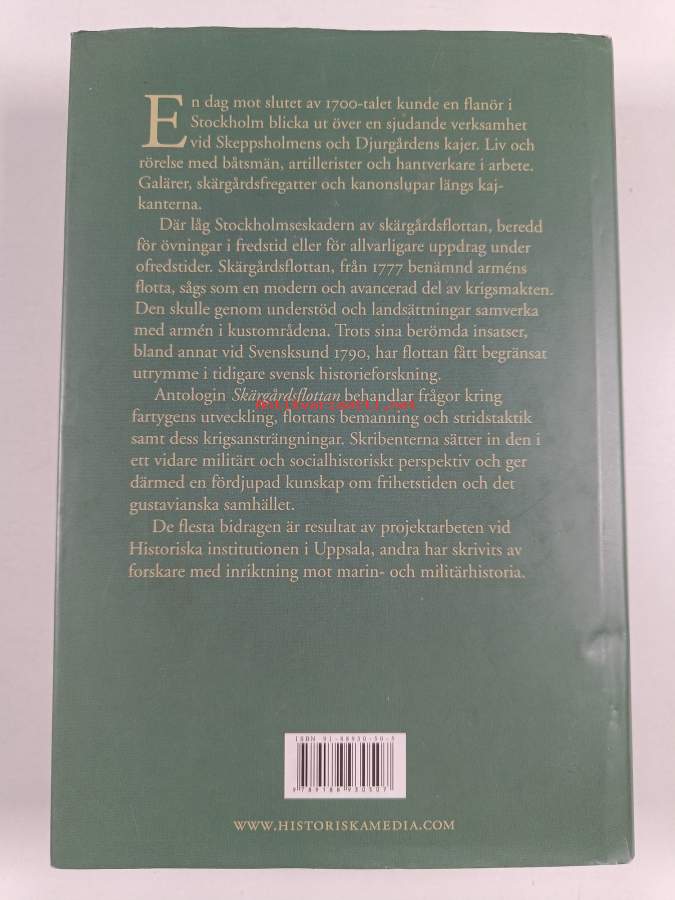 En dag mot slutet av 1700-talet kunde en flanör i
Stockholm blicka ut över en sjudande verksamhet
vid Skeppsholmens och Djurgårdens kajer. Liv och
rörelse med båtsmän, artillerister och hantverkare i arbete.
Galärer, skärgårdsfregatter och kanonslupar längs kaj-
kanterna.
Där låg Stockholmseskadern av skärgårdsflottan, beredd
för övningar i fredstid eller för allvarligare uppdrag under
ofredstider. Skärgårdsflottan, från 1777 benämnd arméns
flotta, sågs som en modern och avancerad del av krigsmakten.
Den skulle genom understöd och landsättningar samverka
med armén i kustområdena. Trots sina berömda insatser,
bland annat vid Svensksund 1790, har flottan fått begränsat
utrymme i tidigare svensk historieforskning.
Antologin Skärgårdsflottan behandlar frågor kring
fartygens utveckling, flottans bemanning och stridstaktik
samt dess krigsansträngningar. Skribenterna sätter in den i
ett vidare militärt och socialhistoriskt perspektiv och ger
därmed en fördjupad kunskap om frihetstiden och det
gustavianska samhället.
De flesta bidragen är resultat av projektarbeten vid
Historiska institutionen i Uppsala, andra har skrivits av
forskare med inriktning mot marin- och militärhistoria.
ISBN 91-88930-50-5
9 789188 930507
WWW.HISTORISKAMEDIA.COM